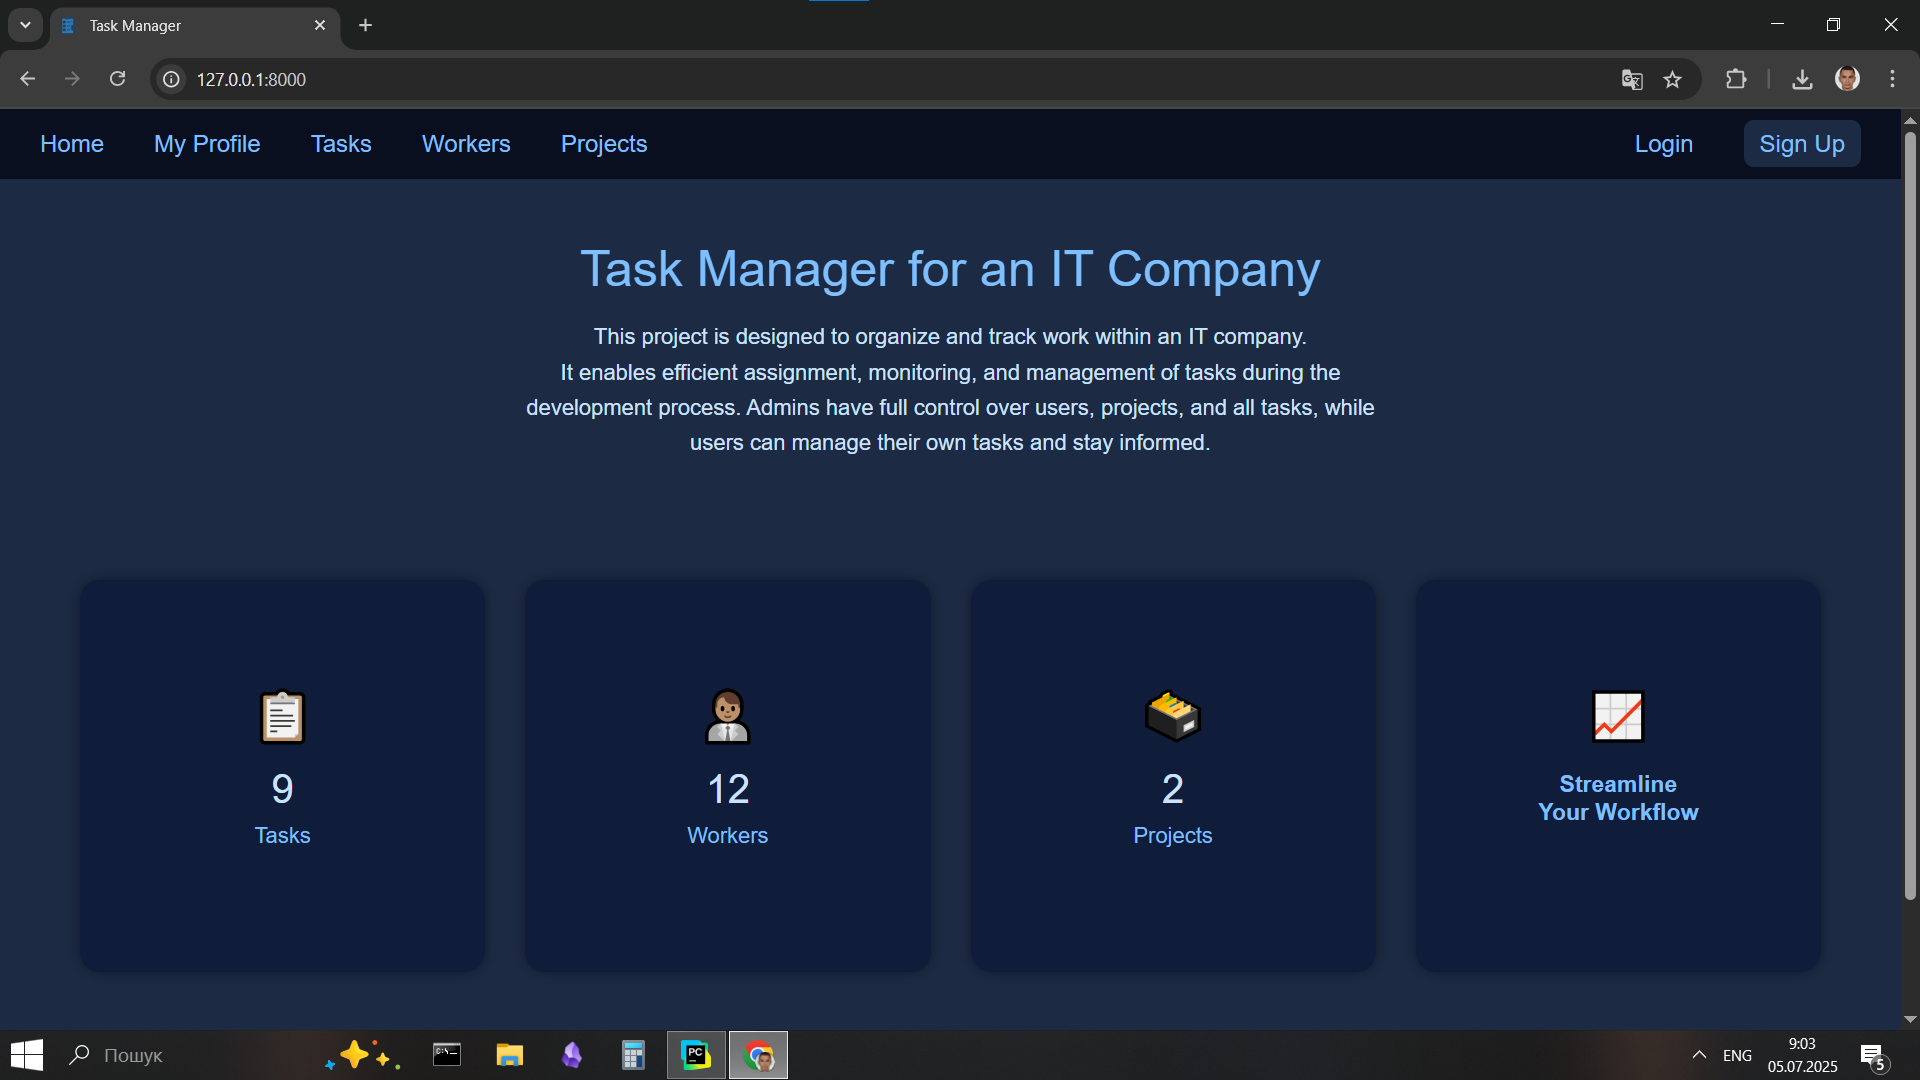 Task Manager
127.0.0.1:8000
Home My Profile Tasks Workers Projects Login Sign Up
Task Manager for an IT Company
This project is designed to organize and track work within an IT company.
It enables efficient assignment, monitoring, and management of tasks during the
development process. Admins have full control over users, projects, and all tasks, while
users can manage their own tasks and stay informed.
9
Tasks
12
Workers
2
Projects
Streamline
Your Workflow
Пошук
C:\
PC
ENG
9:03
05.07.2025
5